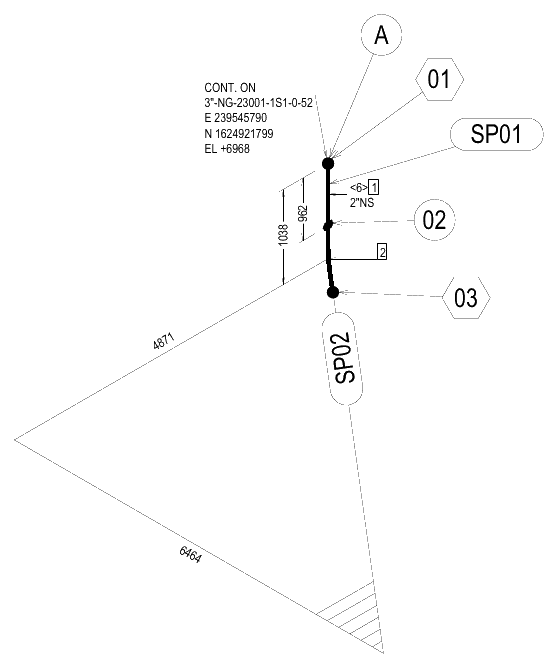 A
01
CONT. ON
3"-NG-23001-1S1-0-52
E 239545790
N 1624921799
EL +6968
SP01
<6> 1
2"NS
962
1038
02
2
03
SP02
4871
6464